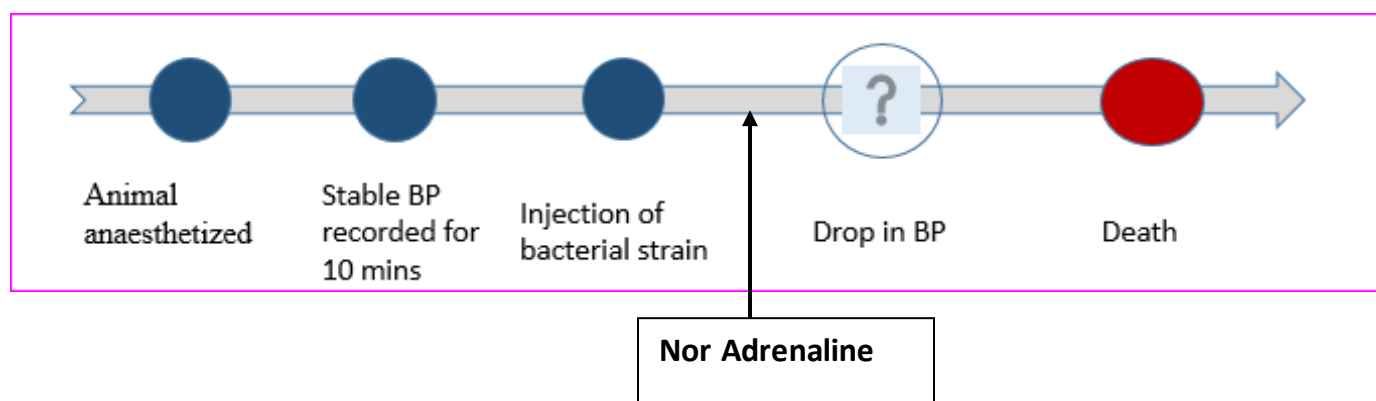 ?
Animal
anaesthetized
Stable BP
recorded for
10 mins
Injection of
bacterial strain
Drop in BP
Death
Nor Adrenaline